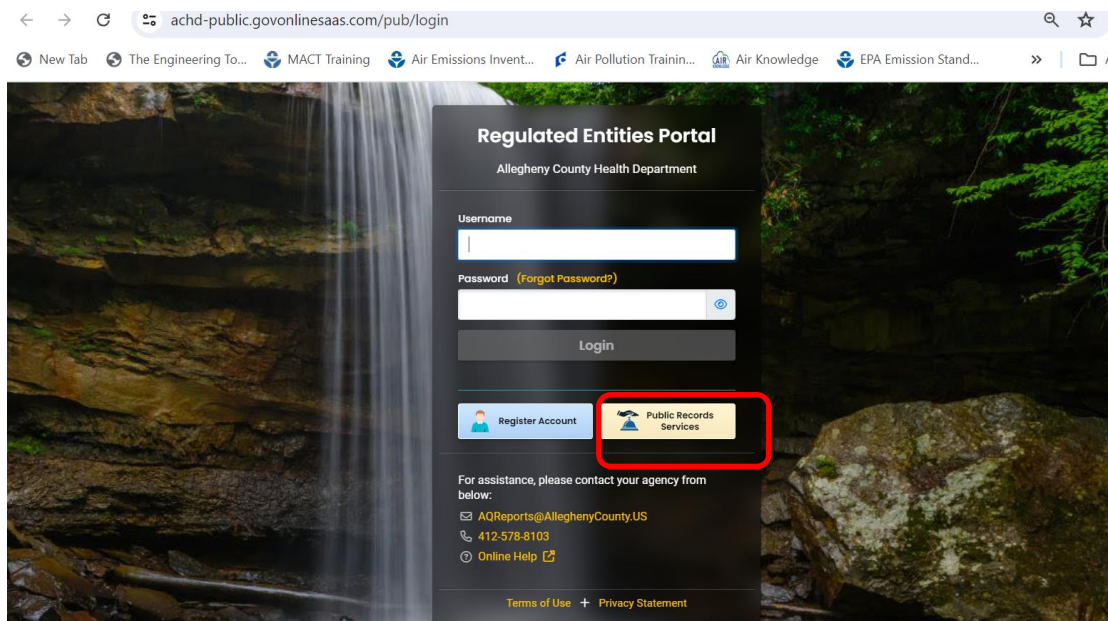 achd-public.govonlinesaas.com/pub/login
New Tab The Engineering To... MACT Training Air Emissions Invent... Air Pollution Trainin... Air Knowledge EPA Emission Stand... »
Regulated Entities Portal
Allegheny County Health Department
Username
Password (Forgot Password?)
Login
Register Account
Public Records
Services
For assistance, please contact your agency from
below:
AQReports@AlleghenyCounty.US
412-578-8103
Online Help
Terms of Use + Privacy Statement